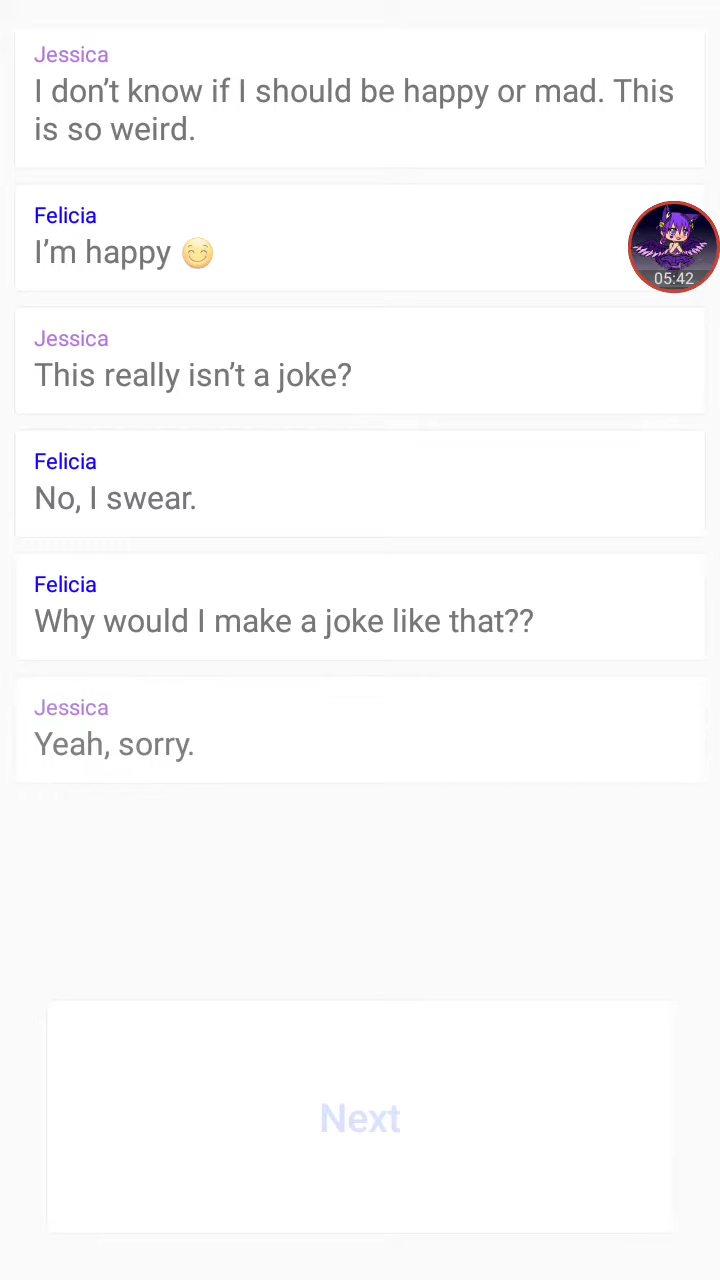 Jessica
I don’t know if I should be happy or mad. This
is so weird.
Felicia
I’m happy 😊
05:42
Jessica
This really isn’t a joke?
Felicia
No, I swear.
Felicia
Why would I make a joke like that??
Jessica
Yeah, sorry.
Next